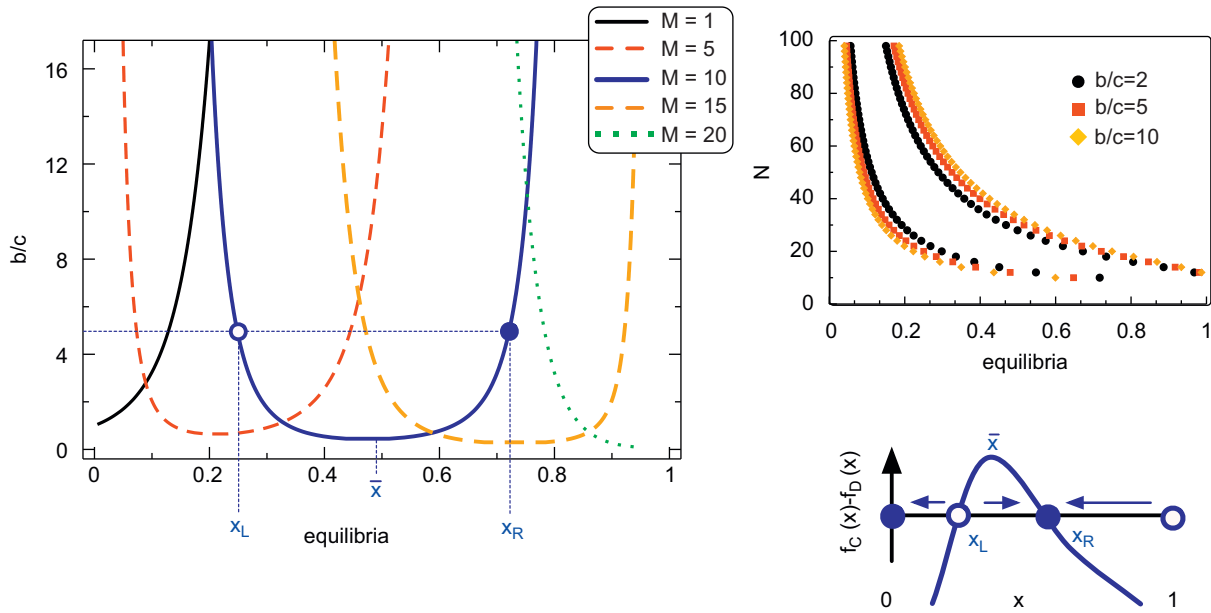 M = 1
M = 5
M = 10
M = 15
M = 20
b/c
16
12
8
4
0
0 0.2 0.4 0.6 0.8 1
x̄
equilibria
x_L x_R
N
100
80
60
40
20
0
b/c=2
b/c=5
b/c=10
0.2 0.4 0.6 0.8 1
equilibria
f_C (x)-f_D (x)
x̄
x_L x_R
0 x 1